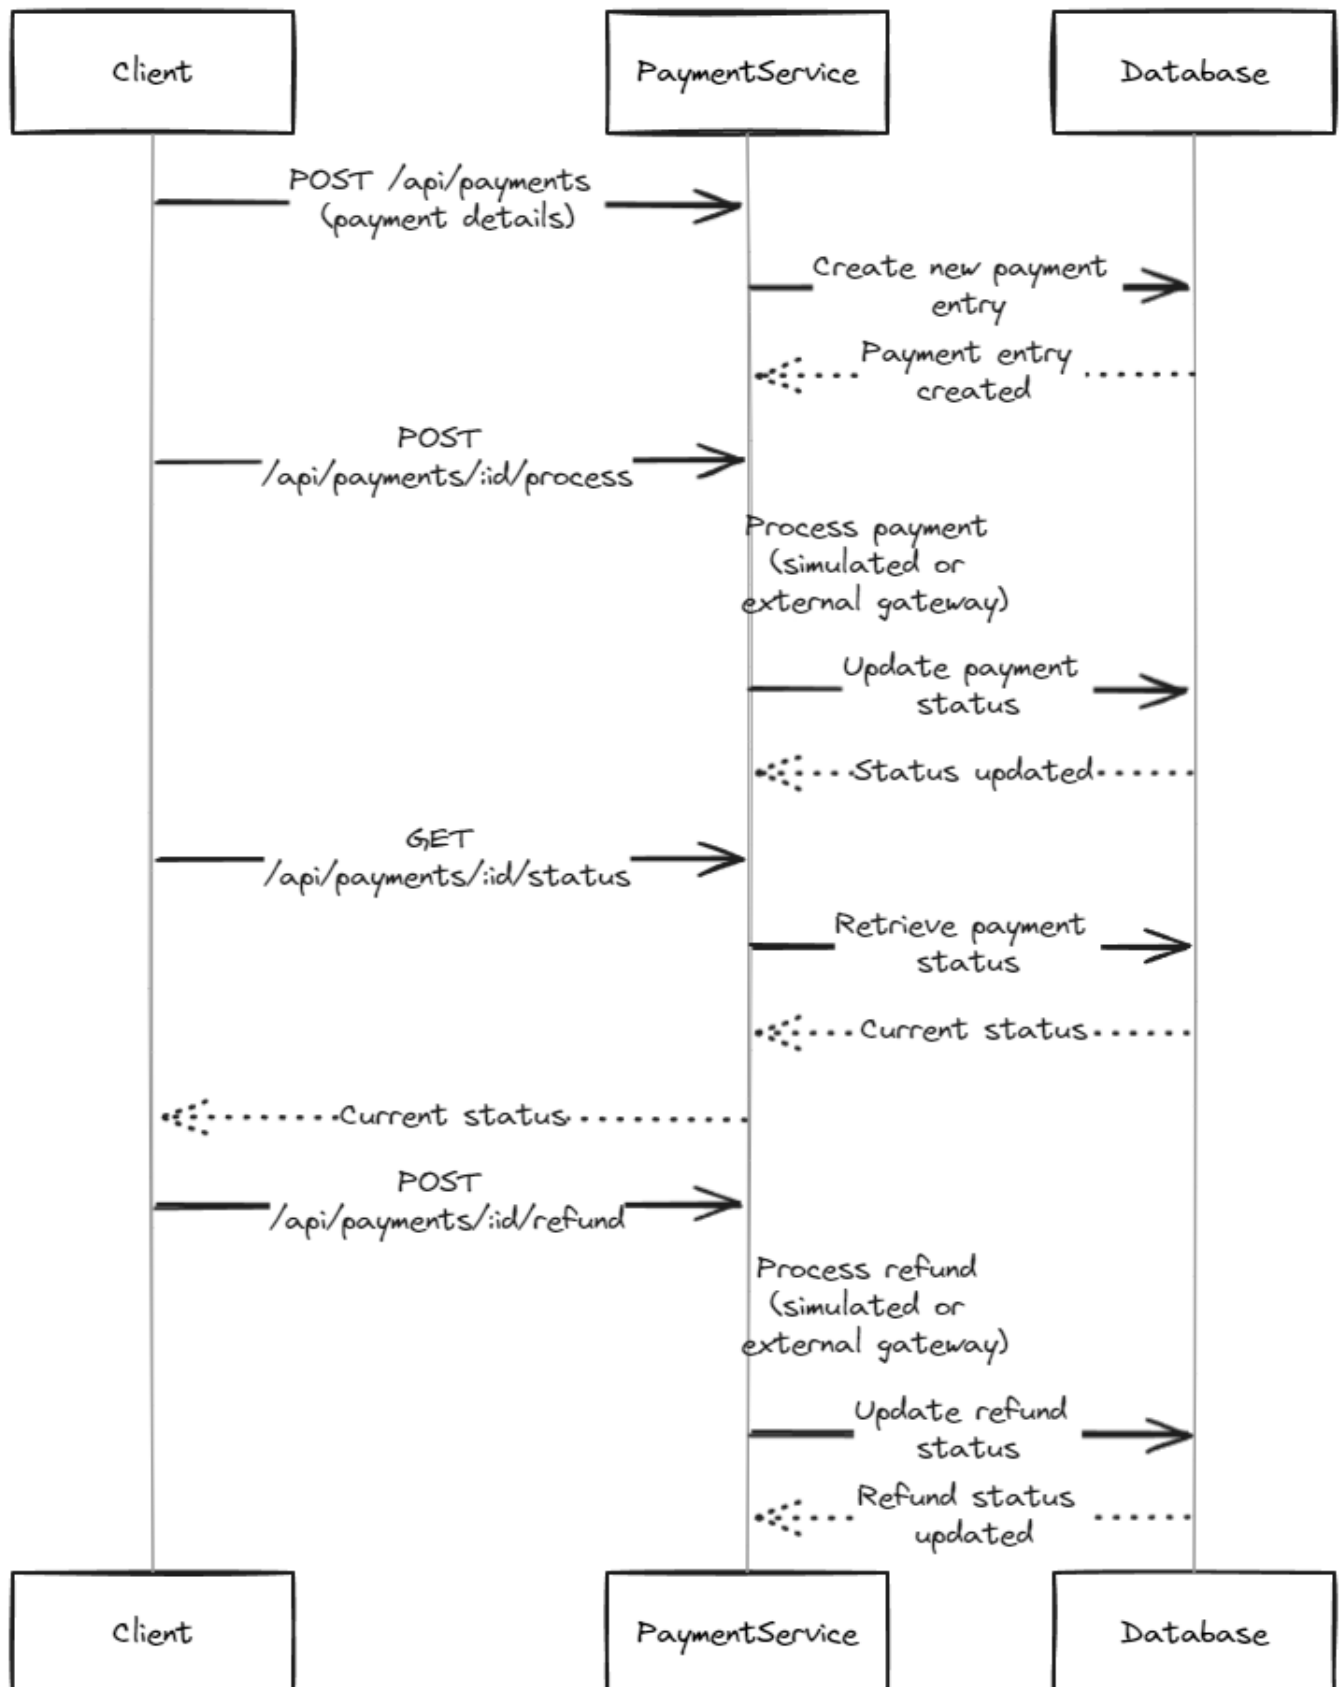 Client
PaymentService
Database
POST /api/payments
(payment details)
Create new payment
entry
Payment entry
created
POST
/api/payments/:id/process
Process payment
(simulated or
external gateway)
Update payment
status
Status updated
GET
/api/payments/:id/status
Retrieve payment
status
Current status
Current status
POST
/api/payments/:id/refund
Process refund
(simulated or
external gateway)
Update refund
status
Refund status
updated
Client
PaymentService
Database